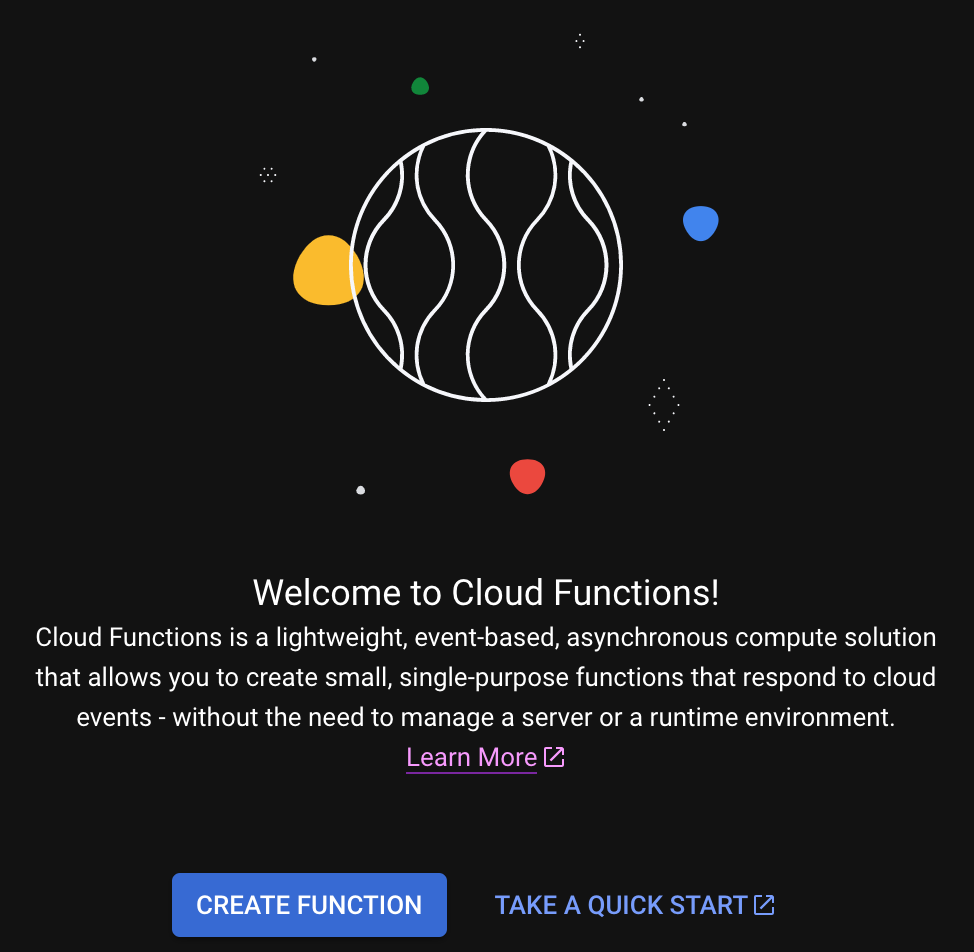 Welcome to Cloud Functions!
Cloud Functions is a lightweight, event-based, asynchronous compute solution
that allows you to create small, single-purpose functions that respond to cloud
events - without the need to manage a server or a runtime environment.
Learn More
CREATE FUNCTION TAKE A QUICK START